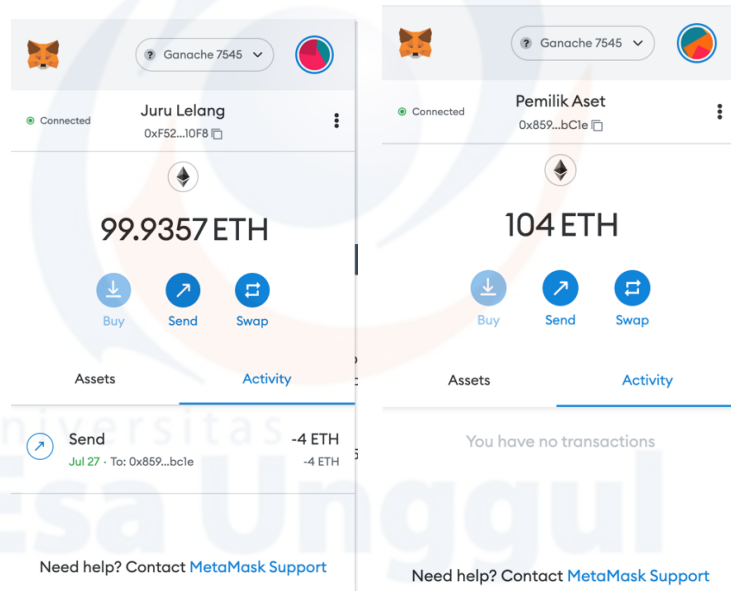 Ganache 7545
Connected
Juru Lelang
0xF52...10F8
99.9357 ETH
Buy
Send
Swap
Assets
Activity
Send
-4 ETH
Jul 27 · To: 0x859...bc1e
-4 ETH
Need help? Contact MetaMask Support
Ganache 7545
Connected
Pemilik Aset
0x859...bC1e
104 ETH
Buy
Send
Swap
Assets
Activity
You have no transactions
Need help? Contact MetaMask Support
Universitas
Esa Unggul